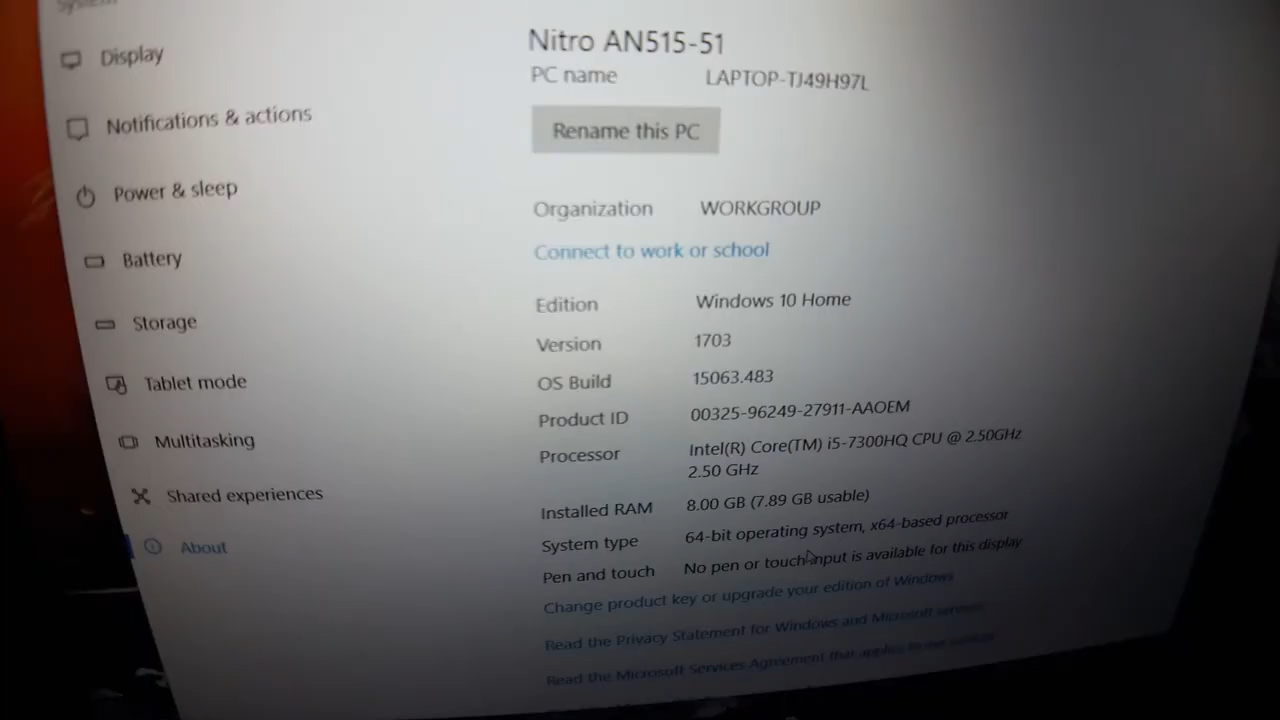 System
Display
Notifications & actions
Power & sleep
Battery
Storage
Tablet mode
Multitasking
Shared experiences
About
Nitro AN515-51
PC name LAPTOP-TJ49H97L
Rename this PC
Organization WORKGROUP
Connect to work or school
Edition Windows 10 Home
Version 1703
OS Build 15063.483
Product ID 00325-96249-27911-AAOEM
Processor Intel(R) Core(TM) i5-7300HQ CPU @ 2.50GHz
2.50 GHz
Installed RAM 8.00 GB (7.89 GB usable)
System type 64-bit operating system, x64-based processor
Pen and touch No pen or touch input is available for this display
Change product key or upgrade your edition of Windows
Read the Privacy Statement for Windows and Microsoft services
Read the Microsoft Services Agreement that applies to our services